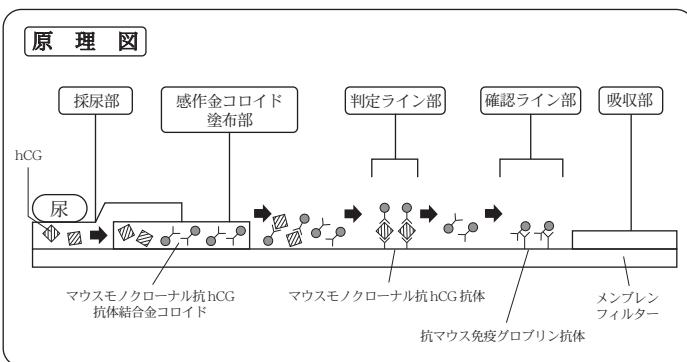 原理図
採尿部
感作金コロイド
塗布部
判定ライン部
確認ライン部
吸収部
hCG
尿
マウスモノクローナル抗hCG
抗体結合金コロイド
マウスモノクローナル抗hCG抗体
抗マウス免疫グロブリン抗体
メンブレン
フィルター